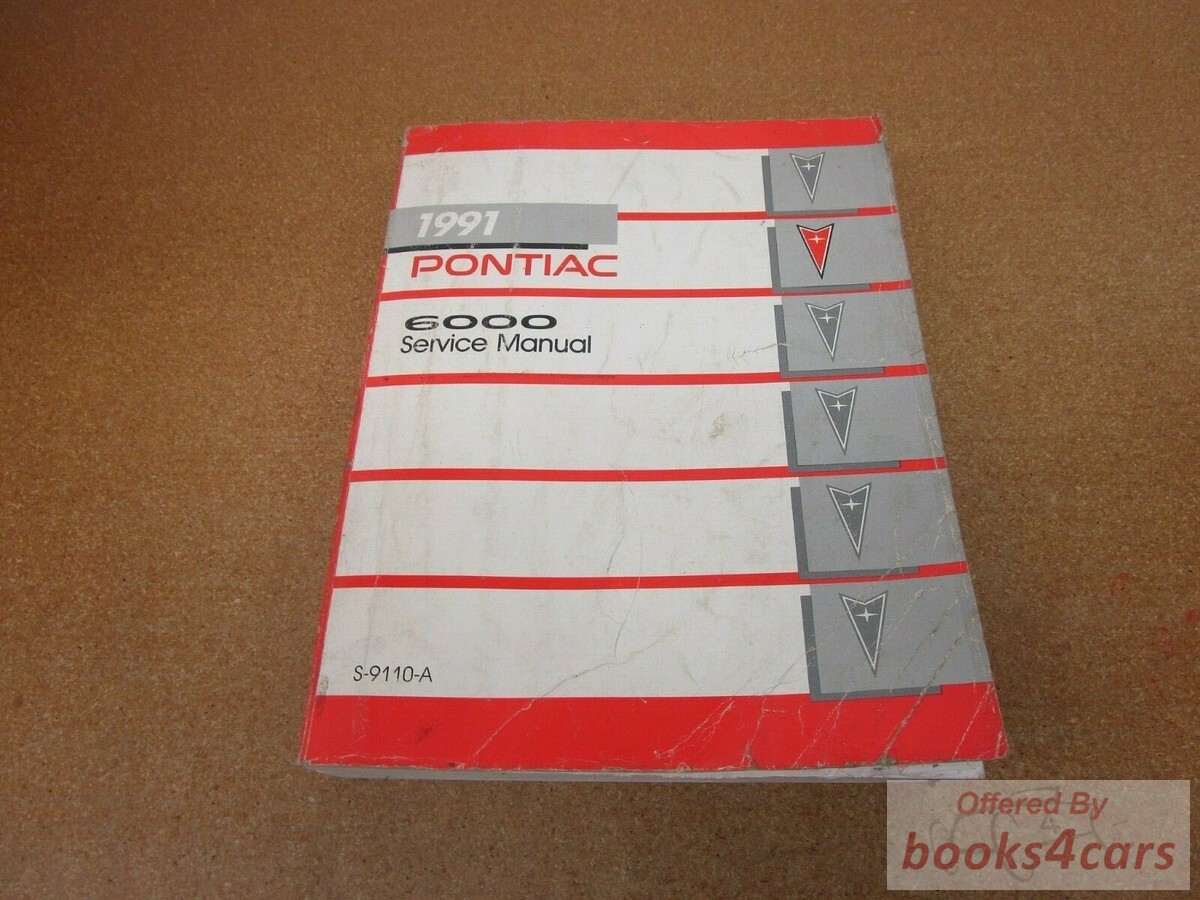 1991
PONTIAC
6000
Service Manual
S-9110-A
Offered By
books4cars